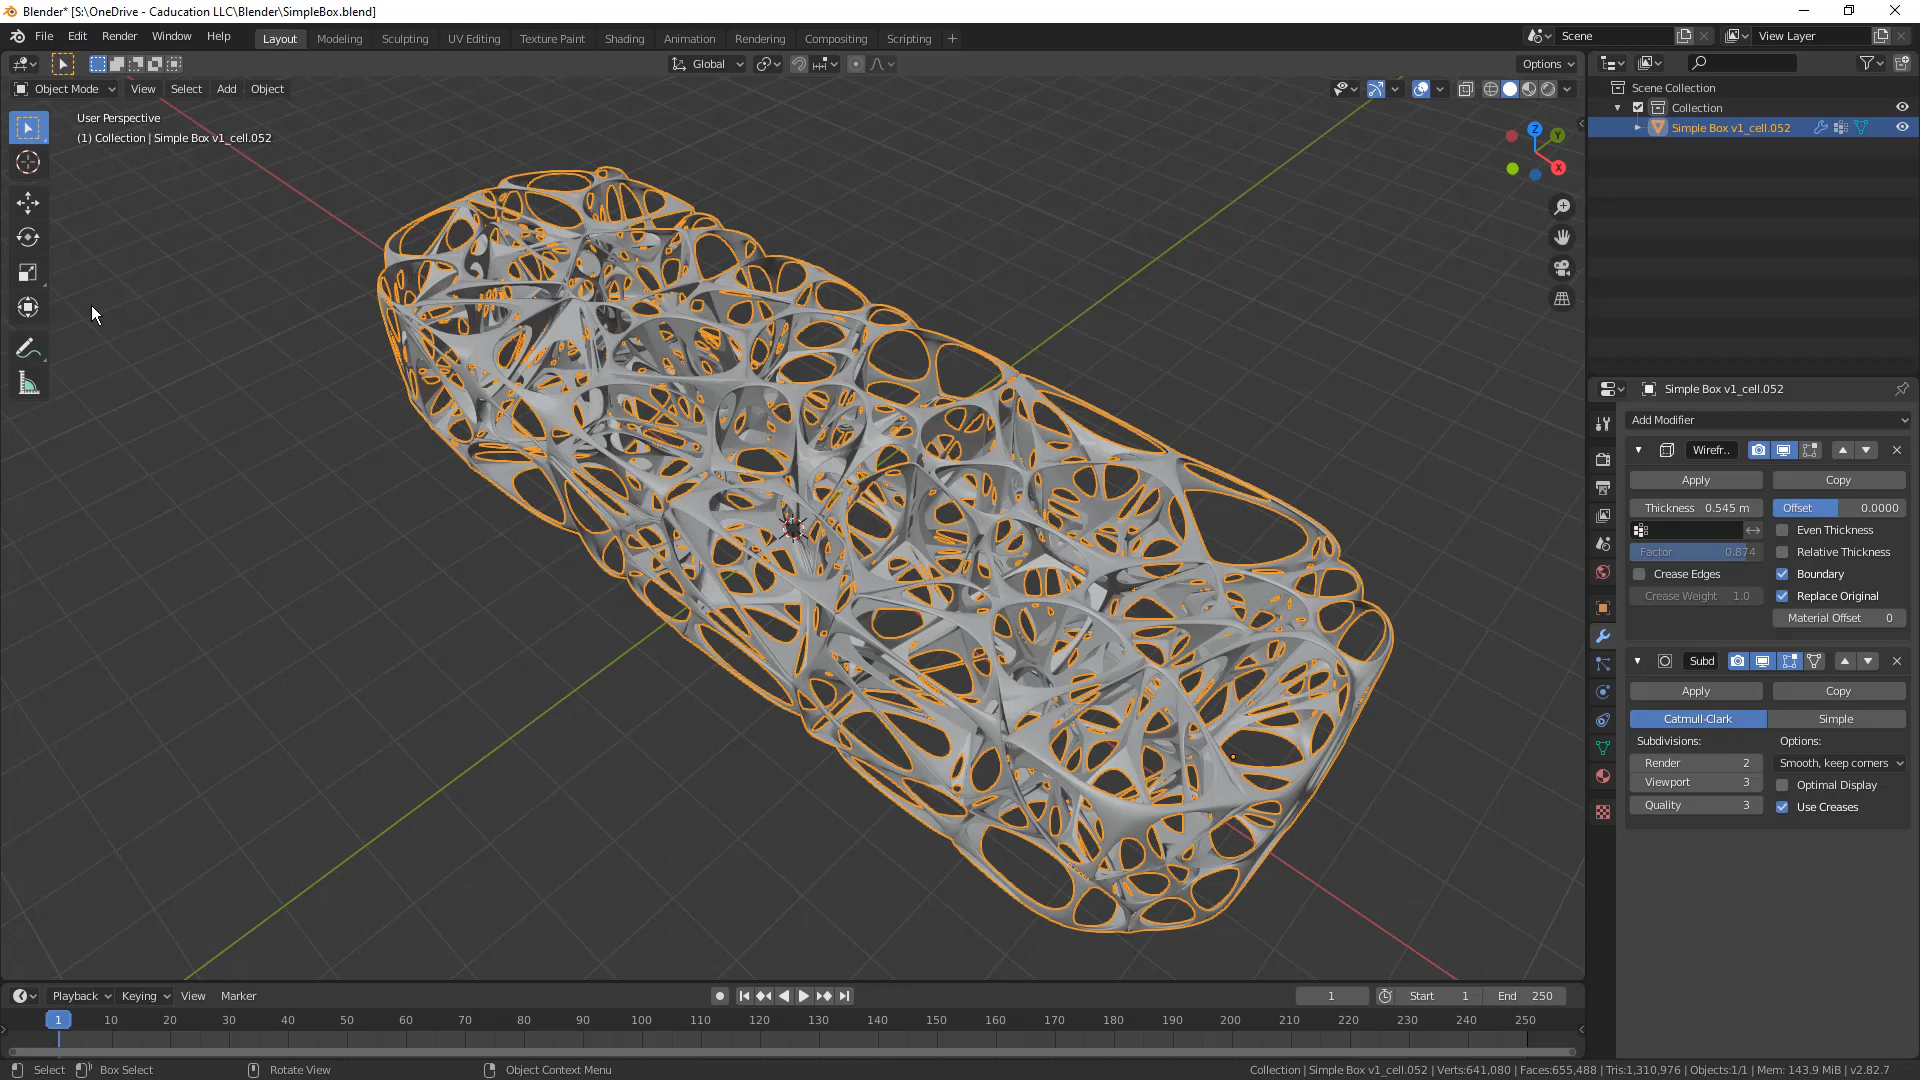 Blender* [S:\OneDrive - Caducation LLC\Blender\SimpleBox.blend]
File Edit Render Window Help Layout Modeling Sculpting UV Editing Texture Paint Shading Animation Rendering Compositing Scripting + Scene View Layer
Global Options
Object Mode View Select Add Object
User Perspective
(1) Collection | Simple Box v1_cell.052
Z
Y
X
Scene Collection
Collection
Simple Box v1_cell.052
Simple Box v1_cell.052
Add Modifier
Wirefr..
Apply Copy
Thickness 0.545 m Offset 0.0000
Even Thickness
Factor 0.874 Relative Thickness
Crease Edges Boundary
Crease Weight 1.0 Replace Original
Material Offset 0
Subd
Apply Copy
Catmull-Clark Simple
Subdivisions: Options:
Render 2 Smooth, keep corners
Viewport 3 Optimal Display
Quality 3 Use Creases
Playback Keying View Marker 1 Start 1 End 250
1 10 20 30 40 50 60 70 80 90 100 110 120 130 140 150 160 170 180 190 200 210 220 230 240 250
Select Box Select Rotate View Object Context Menu Collection | Simple Box v1_cell.052 | Verts:641,080 | Faces:655,488 | Tris:1,310,976 | Objects:1/1 | Mem: 143.9 MiB | v2.82.7